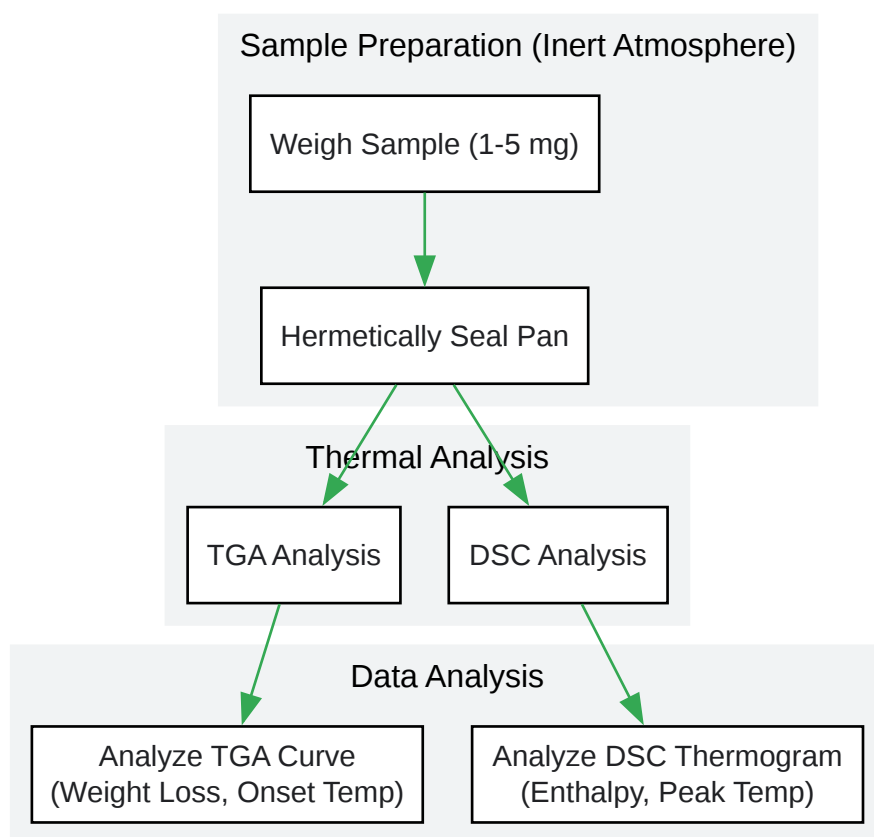 Sample Preparation (Inert Atmosphere)
Weigh Sample (1-5 mg)
Hermetically Seal Pan
Thermal Analysis
TGA Analysis
DSC Analysis
Data Analysis
Analyze TGA Curve
(Weight Loss, Onset Temp)
Analyze DSC Thermogram
(Enthalpy, Peak Temp)